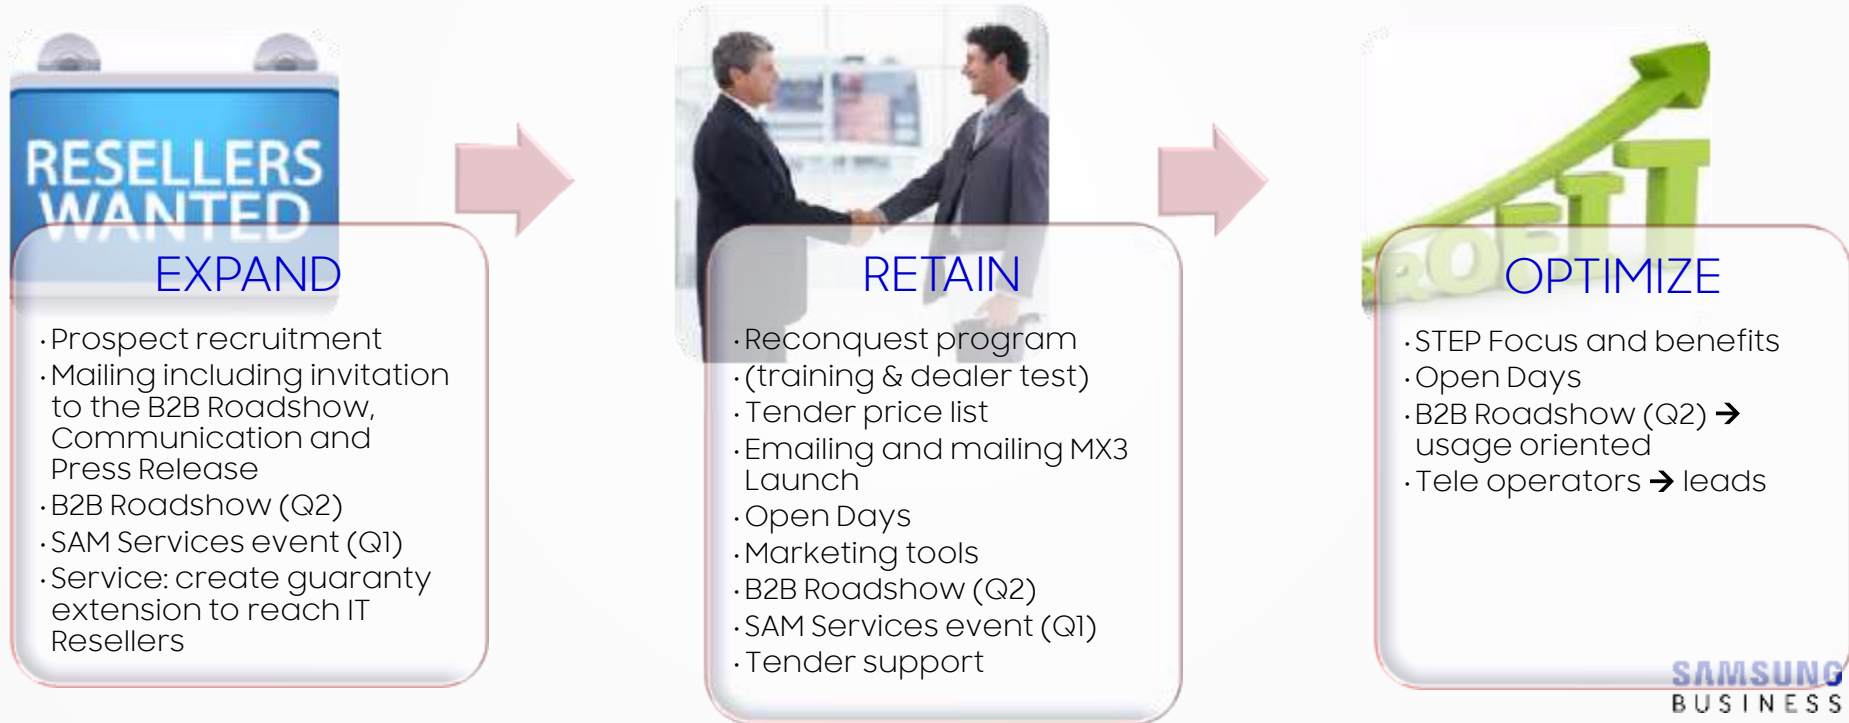 RESELLERS
WANTED
EXPAND
· Prospect recruitment
· Mailing including invitation
to the B2B Roadshow,
Communication and
Press Release
· B2B Roadshow (Q2)
· SAM Services event (Q1)
· Service: create guaranty
extension to reach IT
Resellers
RETAIN
· Reconquest program
· (training & dealer test)
· Tender price list
· Emailing and mailing MX3
Launch
· Open Days
· Marketing tools
· B2B Roadshow (Q2)
· SAM Services event (Q1)
· Tender support
PROFIT
OPTIMIZE
· STEP Focus and benefits
· Open Days
· B2B Roadshow (Q2) →
usage oriented
· Tele operators → leads
SAMSUNG
BUSINESS